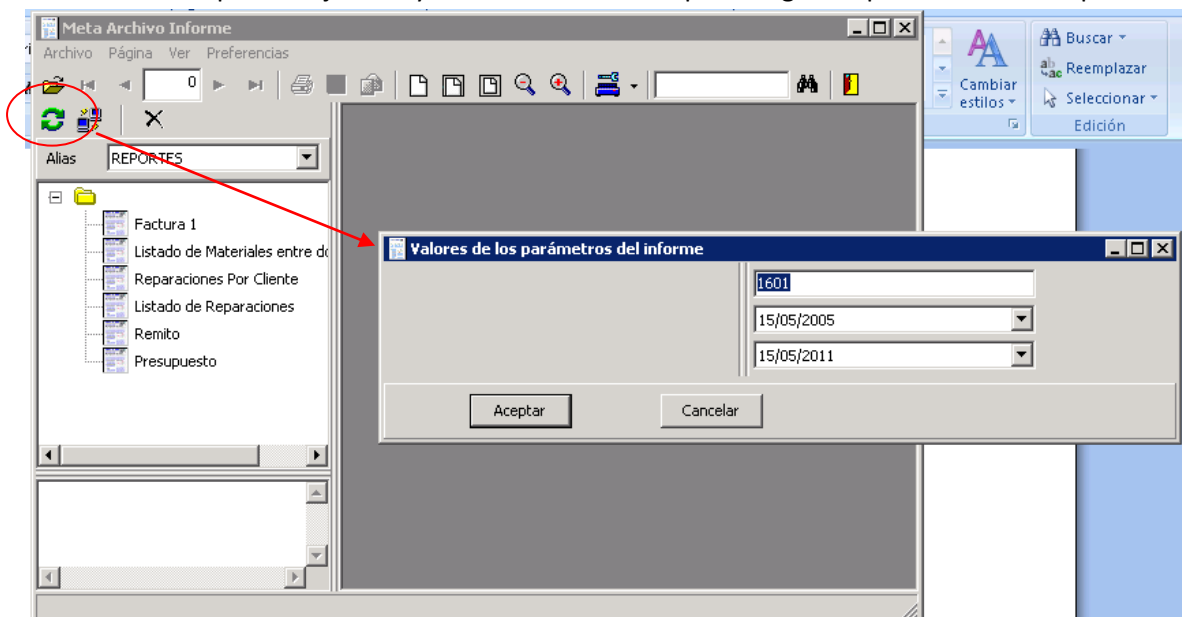 Meta Archivo Informe
Archivo Página Ver Preferencias
0
Alias REPORTES
Factura 1
Listado de Materiales entre
Reparaciones Por Cliente
Listado de Reparaciones
Remito
Presupuesto
Valores de los parámetros del informe
1601
15/05/2005
15/05/2011
Aceptar Cancelar
Buscar
Reemplazar
Seleccionar
Cambiar
estilos
Edición